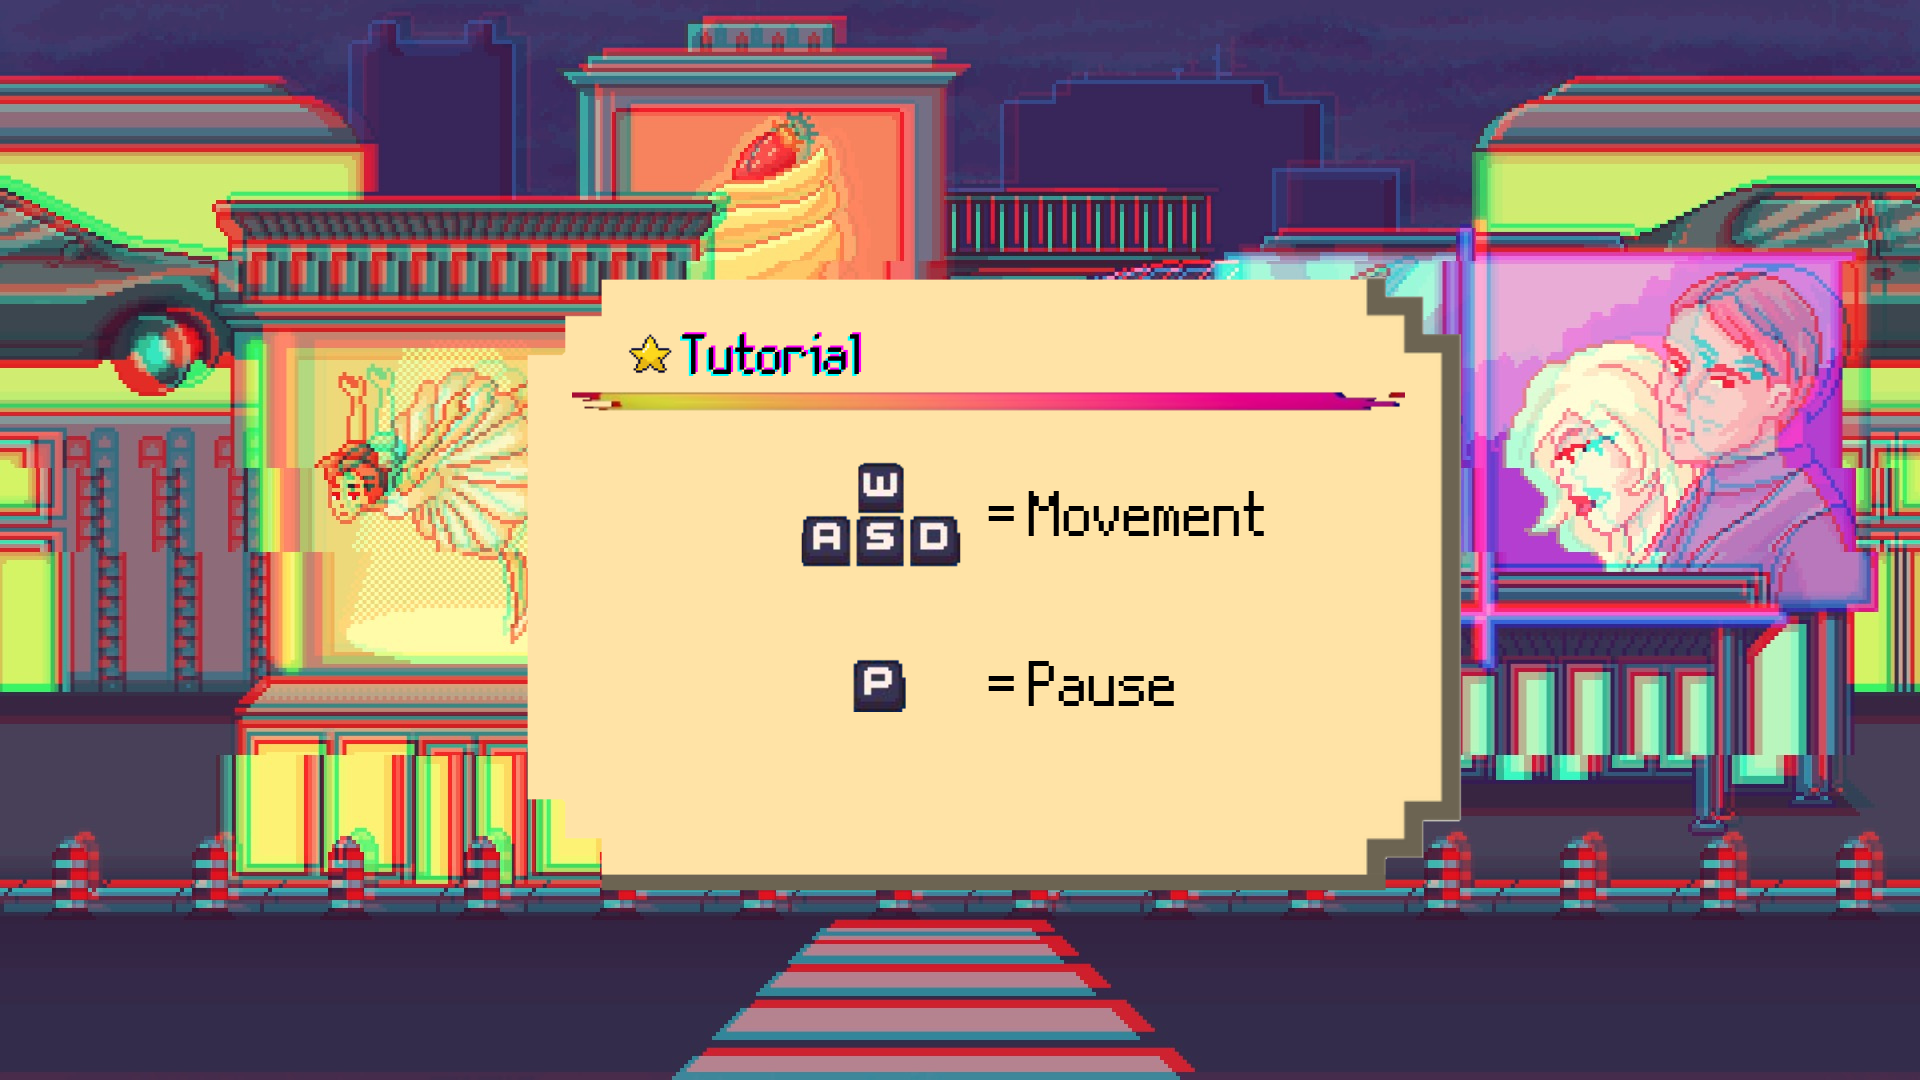 Tutorial
W
A S D = Movement
P = Pause